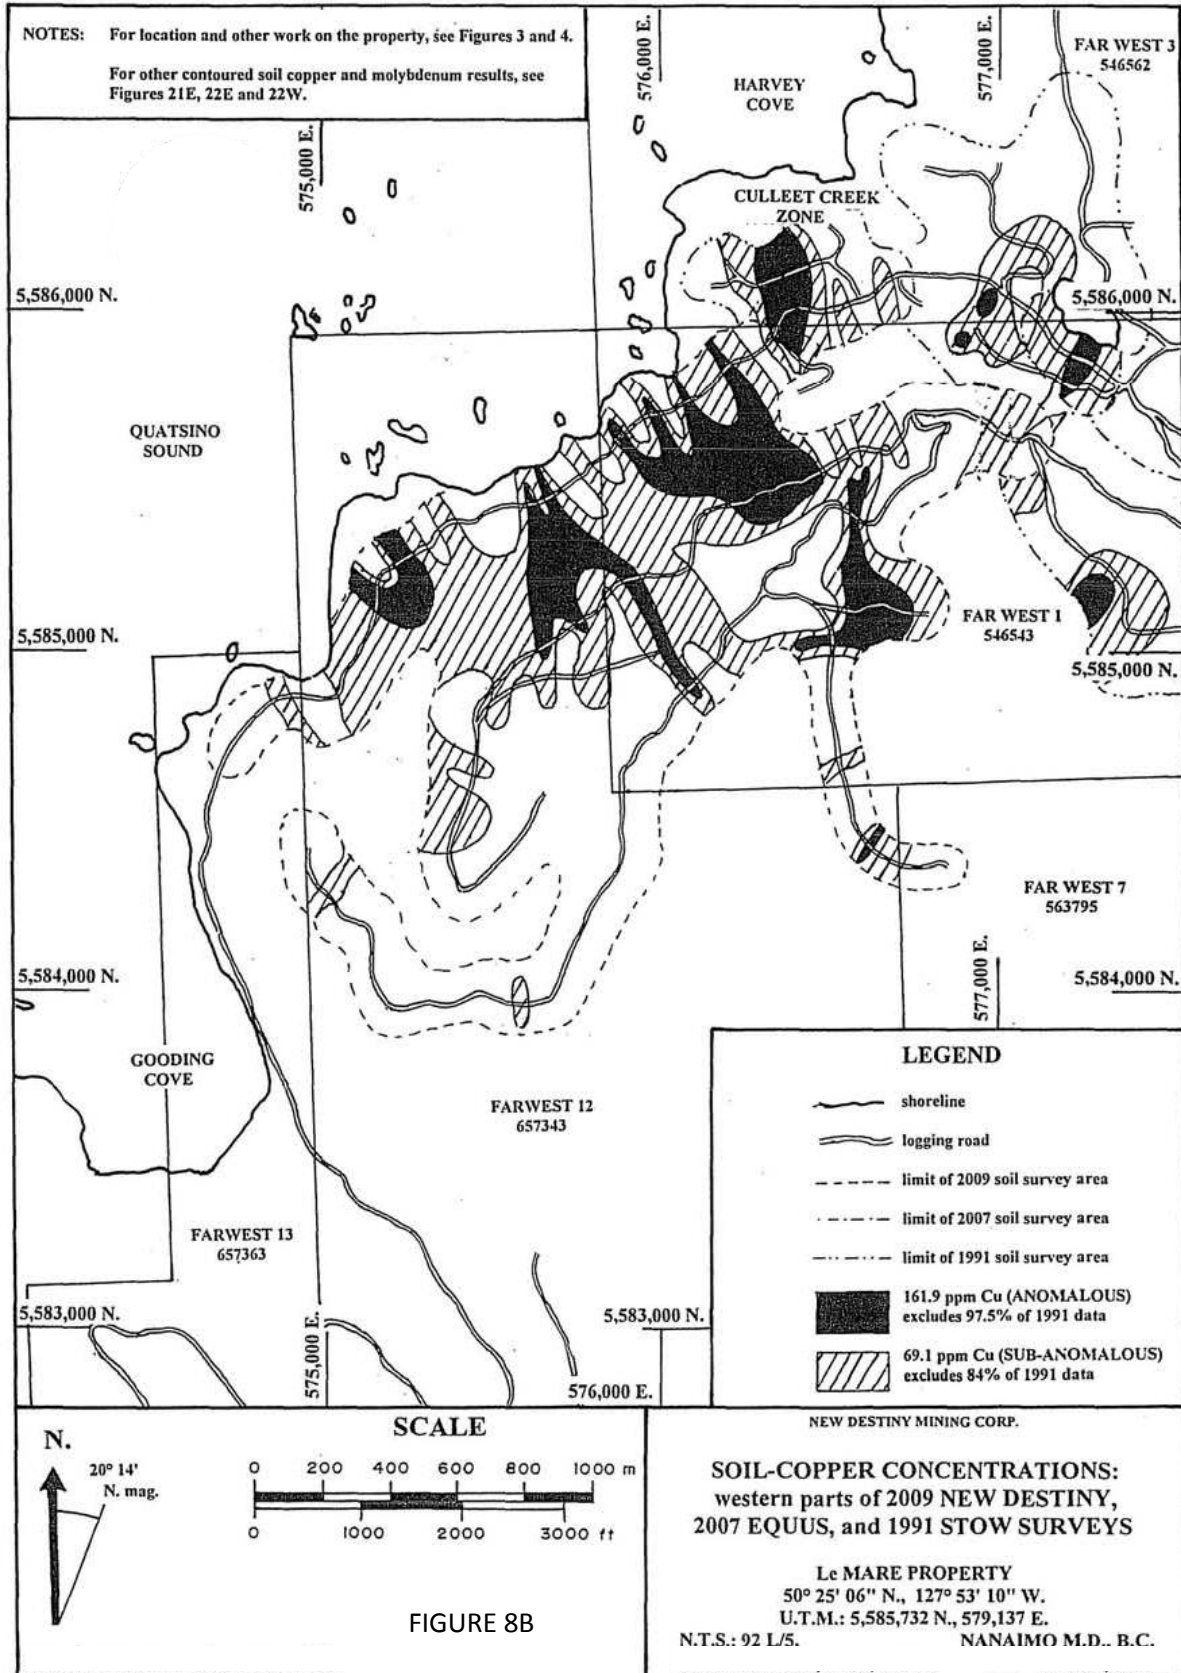 NOTES: For location and other work on the property, see Figures 3 and 4.
For other contoured soil copper and molybdenum results, see
Figures 21E, 22E and 22W.
575,000 E.
576,000 E.
577,000 E.
FAR WEST 3
546562
HARVEY
COVE
CULLEET CREEK
ZONE
5,586,000 N.
5,586,000 N.
QUATSINO
SOUND
5,585,000 N.
FAR WEST 1
546543
5,585,000 N.
FAR WEST 7
563795
577,000 E.
5,584,000 N.
5,584,000 N.
GOODING
COVE
FARWEST 12
657343
FARWEST 13
657363
5,583,000 N.
5,583,000 N.
575,000 E.
576,000 E.
LEGEND
shoreline
logging road
limit of 2009 soil survey area
limit of 2007 soil survey area
limit of 1991 soil survey area
161.9 ppm Cu (ANOMALOUS)
excludes 97.5% of 1991 data
69.1 ppm Cu (SUB-ANOMALOUS)
excludes 84% of 1991 data
N.
20° 14'
N. mag.
SCALE
0 200 400 600 800 1000 m
0 1000 2000 3000 ft
FIGURE 8B
NEW DESTINY MINING CORP.
SOIL-COPPER CONCENTRATIONS:
western parts of 2009 NEW DESTINY,
2007 EQUUS, and 1991 STOW SURVEYS
Le MARE PROPERTY
50° 25' 06" N., 127° 53' 10" W.
U.T.M.: 5,585,732 N., 579,137 E.
N.T.S.: 92 L/5. NANAIMO M.D., B.C.